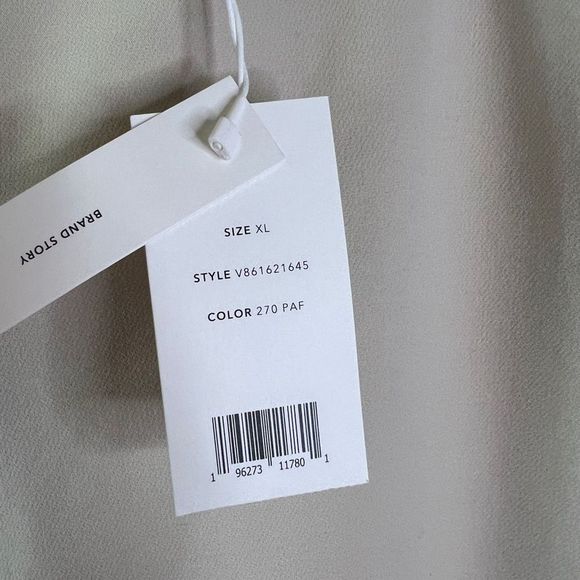 BRAND STORY
SIZE XL
STYLE V861621645
COLOR 270 PAF
1 96273 11780 1